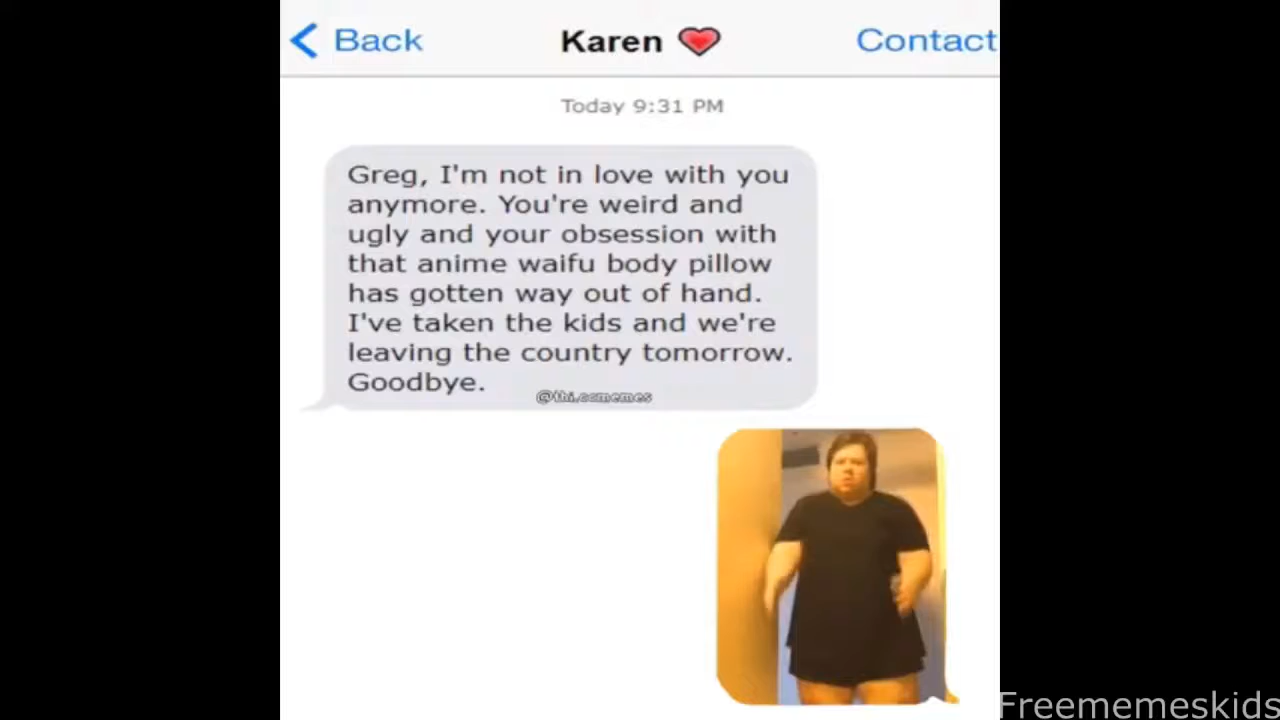 Back
Karen
Contact
Today 9:31 PM
Greg, I'm not in love with you
anymore. You're weird and
ugly and your obsession with
that anime waifu body pillow
has gotten way out of hand.
I've taken the kids and we're
leaving the country tomorrow.
Goodbye.
@thi.ccmemes
Freememeskids